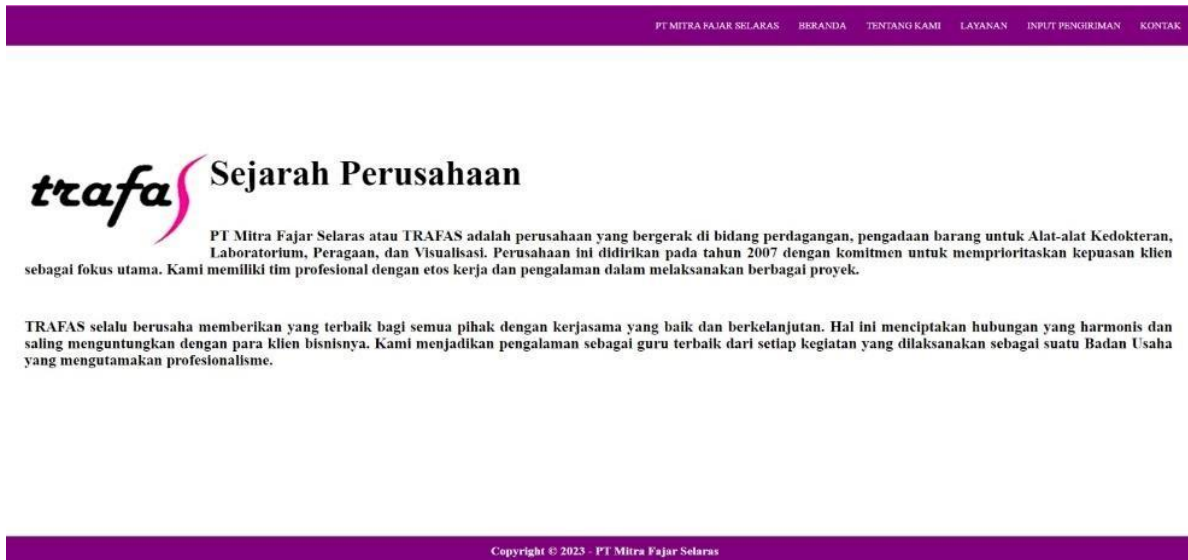 PT MITRA FAJAR SELARAS BERANDA TENTANG KAMI LAYANAN INPUT PENGIRIMAN KONTAK
trafas
Sejarah Perusahaan
PT Mitra Fajar Selaras atau TRAFAS adalah perusahaan yang bergerak di bidang perdagangan, pengadaan barang untuk Alat-alat Kedokteran,
Laboratorium, Peragaan, dan Visualisasi. Perusahaan ini didirikan pada tahun 2007 dengan komitmen untuk memprioritaskan kepuasan klien
sebagai fokus utama. Kami memiliki tim profesional dengan etos kerja dan pengalaman dalam melaksanakan berbagai proyek.
TRAFAS selalu berusaha memberikan yang terbaik bagi semua pihak dengan kerjasama yang baik dan berkelanjutan. Hal ini menciptakan hubungan yang harmonis dan
saling menguntungkan dengan para klien bisnisnya. Kami menjadikan pengalaman sebagai guru terbaik dari setiap kegiatan yang dilaksanakan sebagai suatu Badan Usaha
yang mengutamakan profesionalisme.
Copyright © 2023 - PT Mitra Fajar Selaras